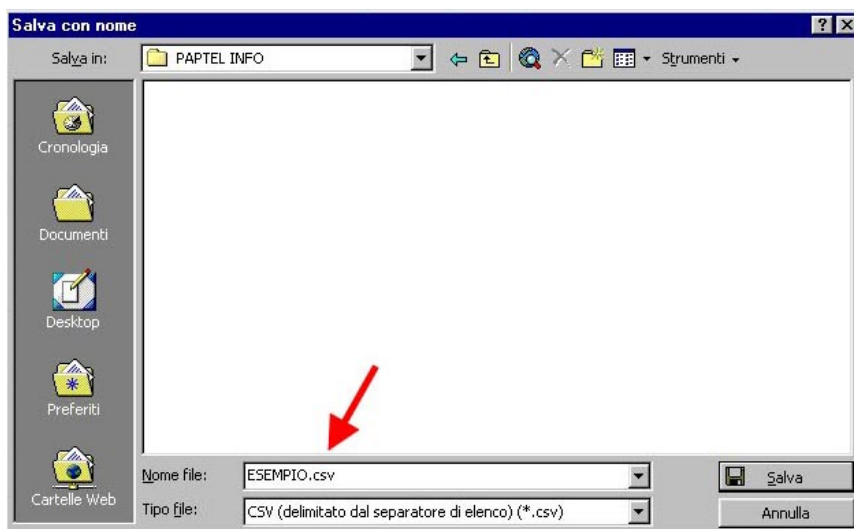 Salva con nome
Salva in:
PAPTEL INFO
Strumenti
Cronologia
Documenti
Desktop
Preferiti
Cartelle Web
Nome file:
ESEMPIO.csv
Salva
Tipo file:
CSV (delimitato dal separatore di elenco) (*.csv)
Annulla